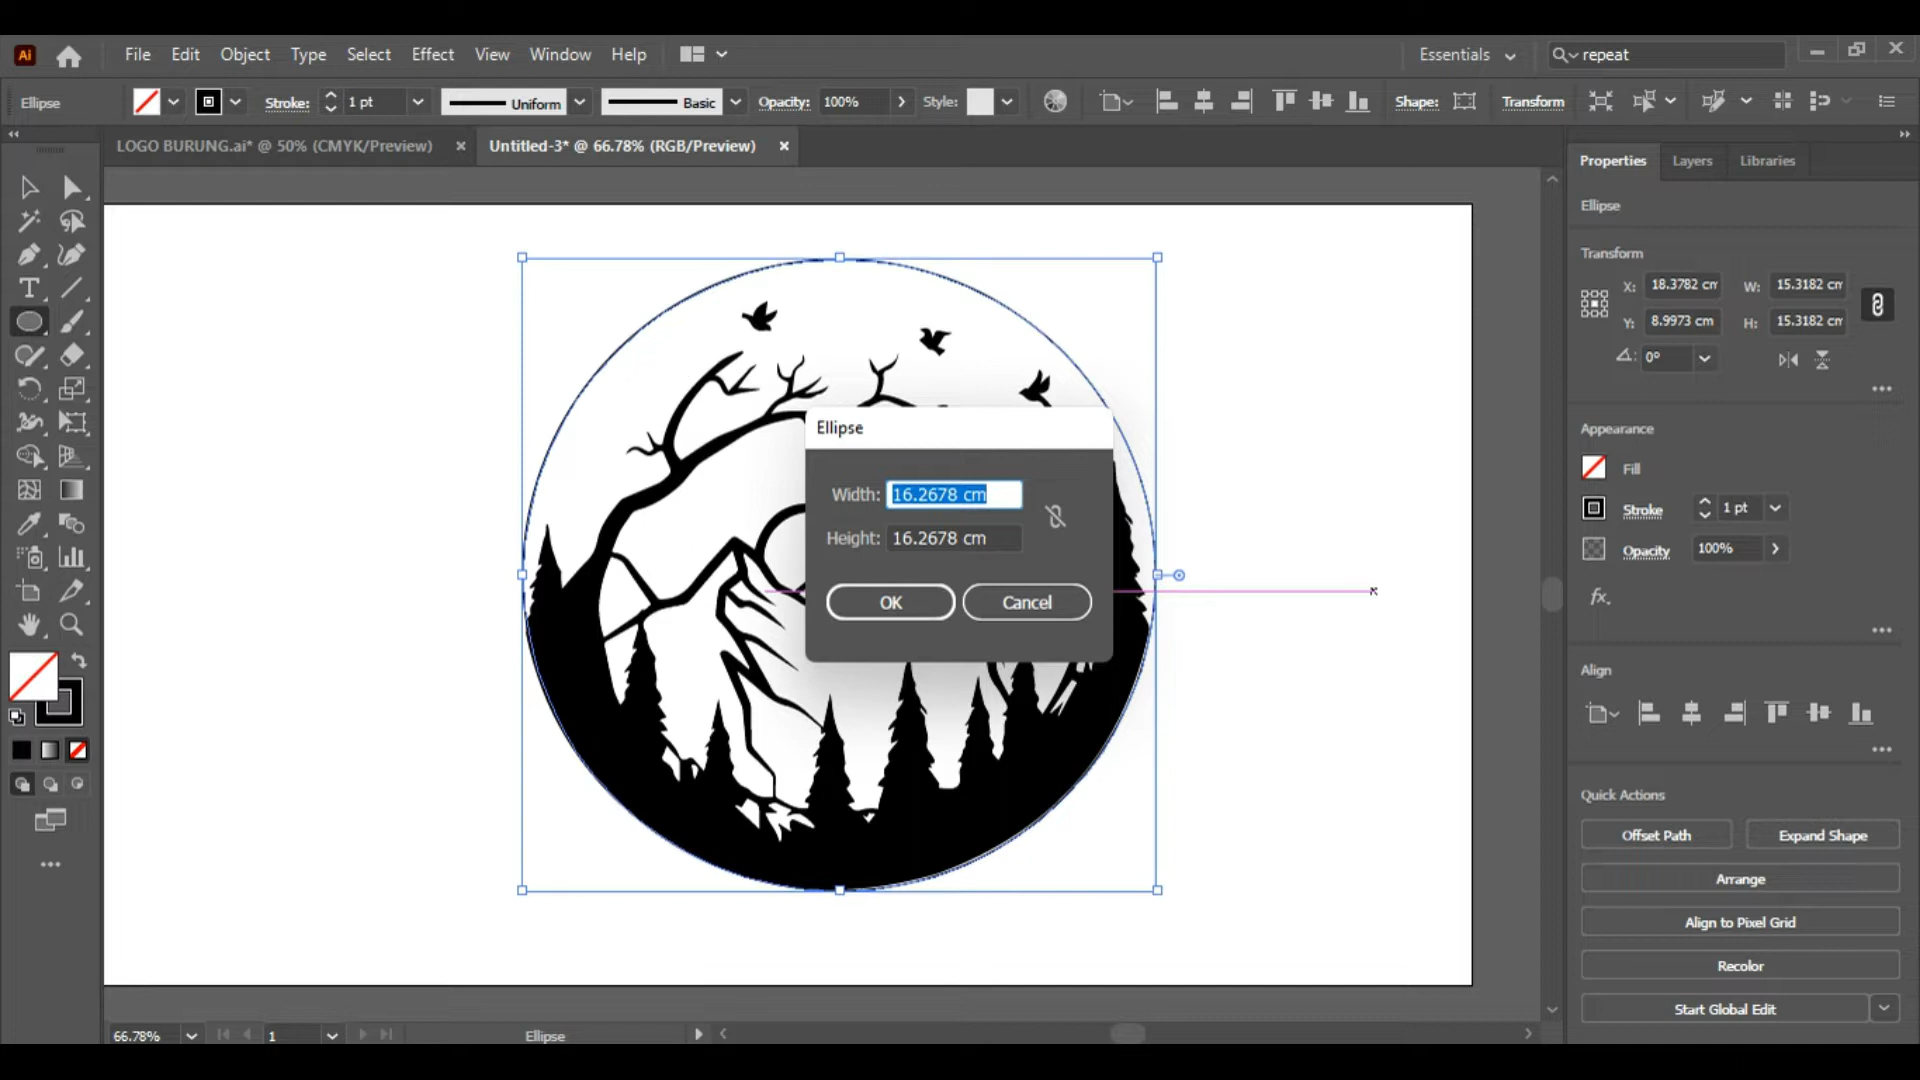 Ai File Edit Object Type Select Effect View Window Help Essentials repeat
Ellipse Stroke: 1 pt Uniform Basic Opacity: 100% Style: Shape: Transform
LOGO BURUNG.ai* @ 50% (CMYK/Preview) Untitled-3* @ 66.78% (RGB/Preview)
Properties Layers Libraries
Ellipse
Transform
X: 18.3782 cm W: 15.3182 cm
Y: 8.9973 cm H: 15.3182 cm
0°
Appearance
Fill
Stroke 1 pt
Opacity 100%
fx.
Align
Quick Actions
Offset Path Expand Shape
Arrange
Align to Pixel Grid
Recolor
Start Global Edit
Ellipse
Width: 16.2678 cm
Height: 16.2678 cm
OK Cancel
66.78% 1 Ellipse